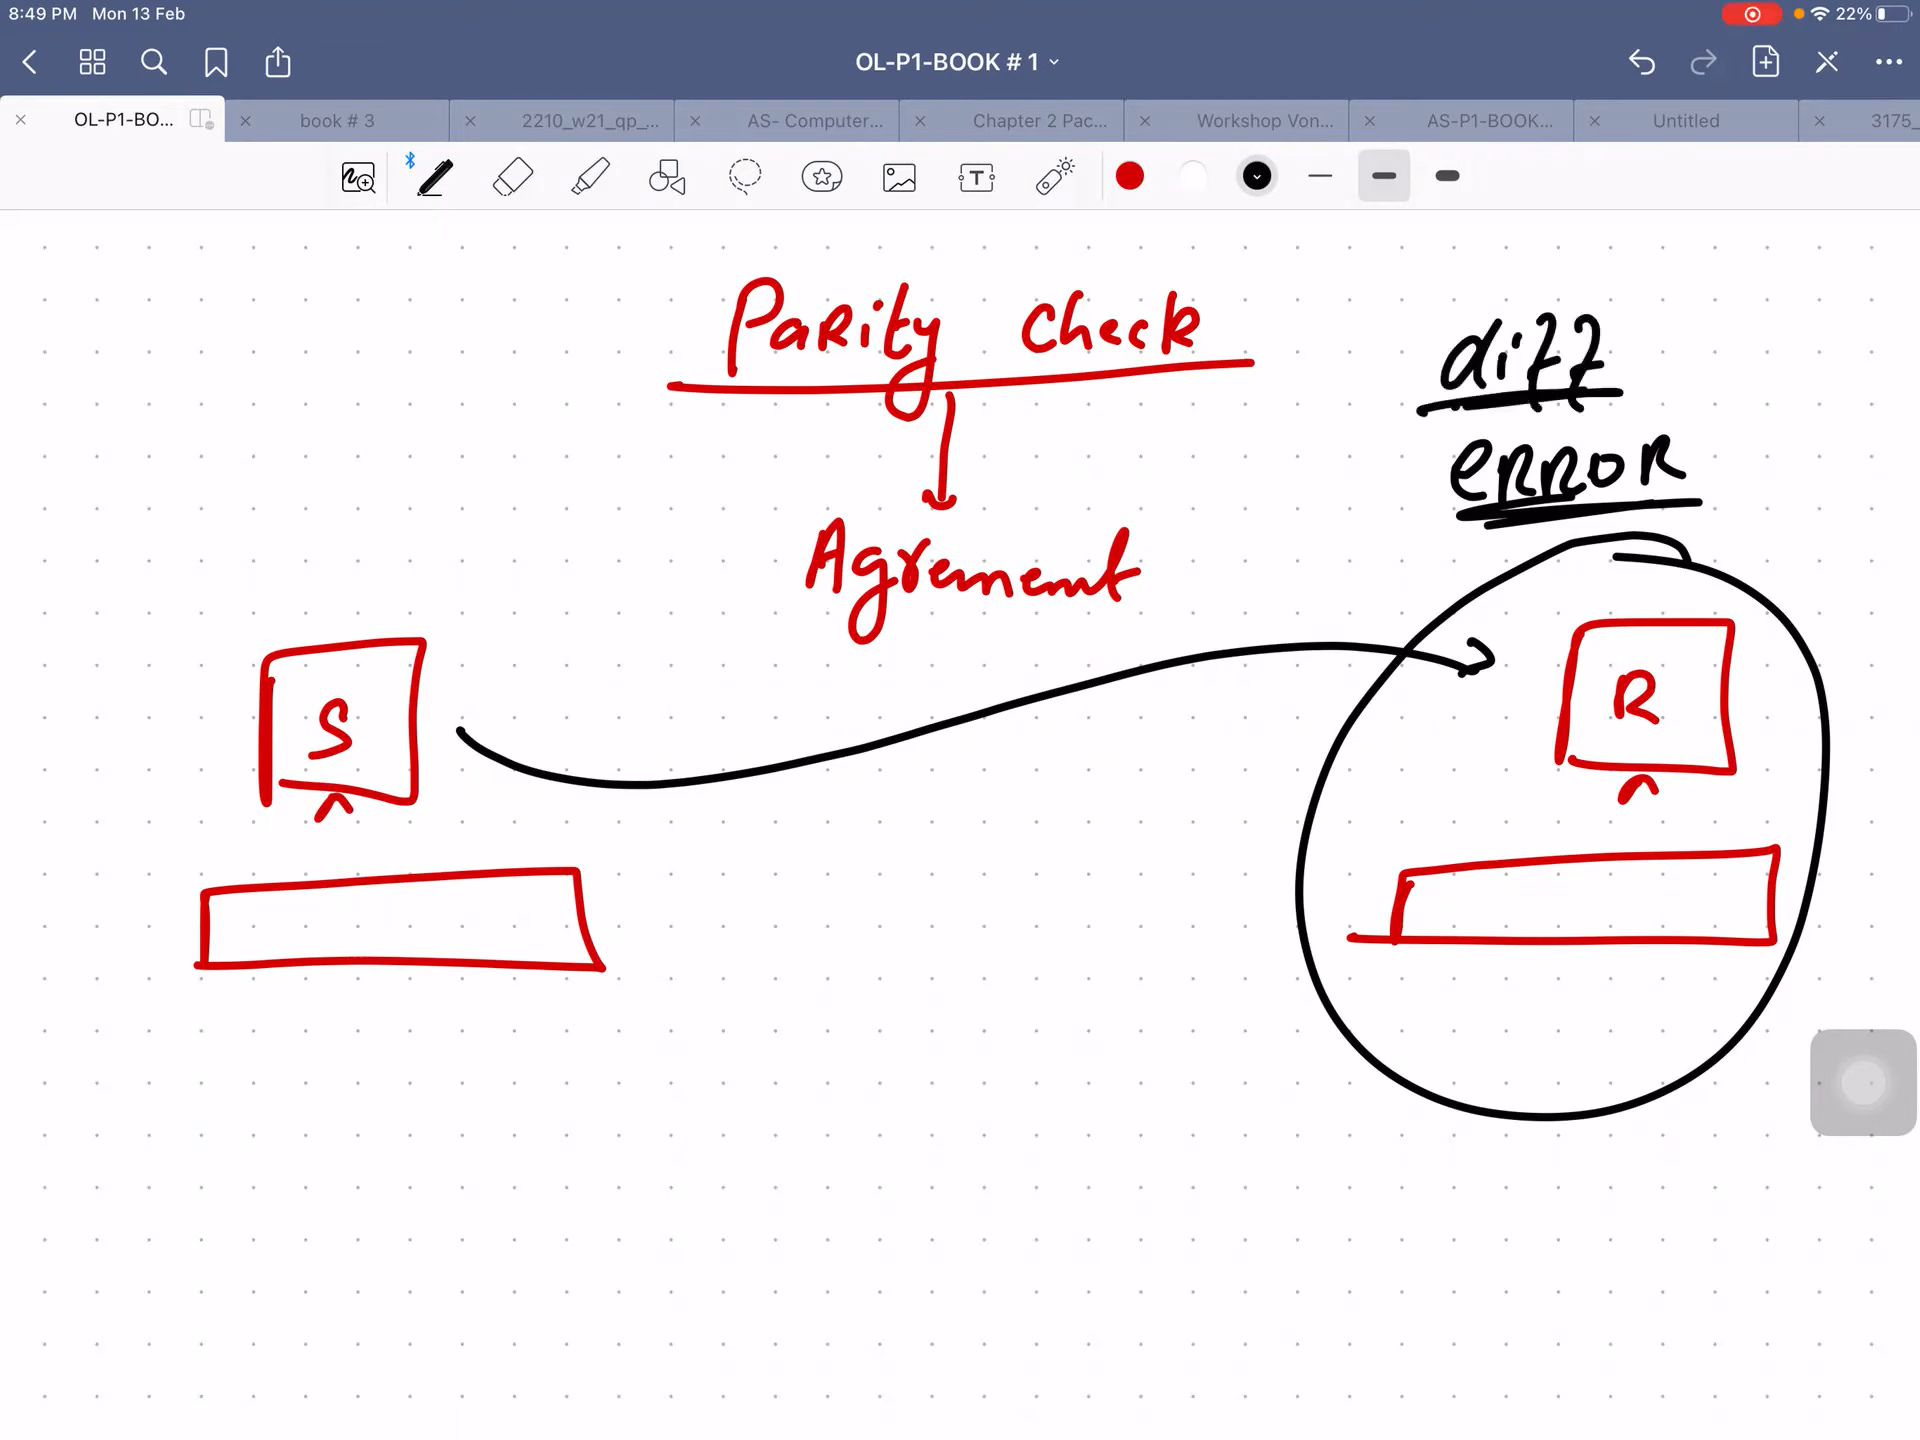 8:49 PM Mon 13 Feb
22%
OL-P1-BOOK # 1
OL-P1-BO...
book # 3
2210_w21_qp_...
AS- Computer...
Chapter 2 Pac...
Workshop Von...
AS-P1-BOOK...
Untitled
3175_
T
Parity Check
diff
error
Agrement
S
R